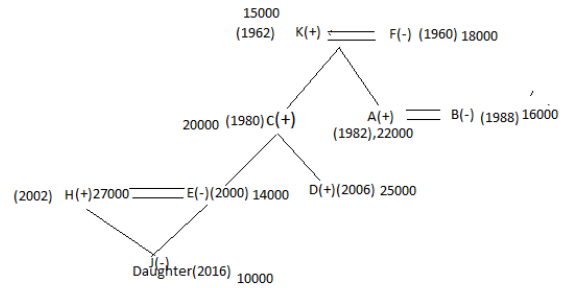 15000
(1962) K(+) F(-) (1960) 18000
20000 (1980) C(+) A(+) B(-) (1988) 16000
(1982),22000
(2002) H(+)27000 E(-)(2000) 14000 D(+)(2006) 25000
J(-)
Daughter(2016) 10000